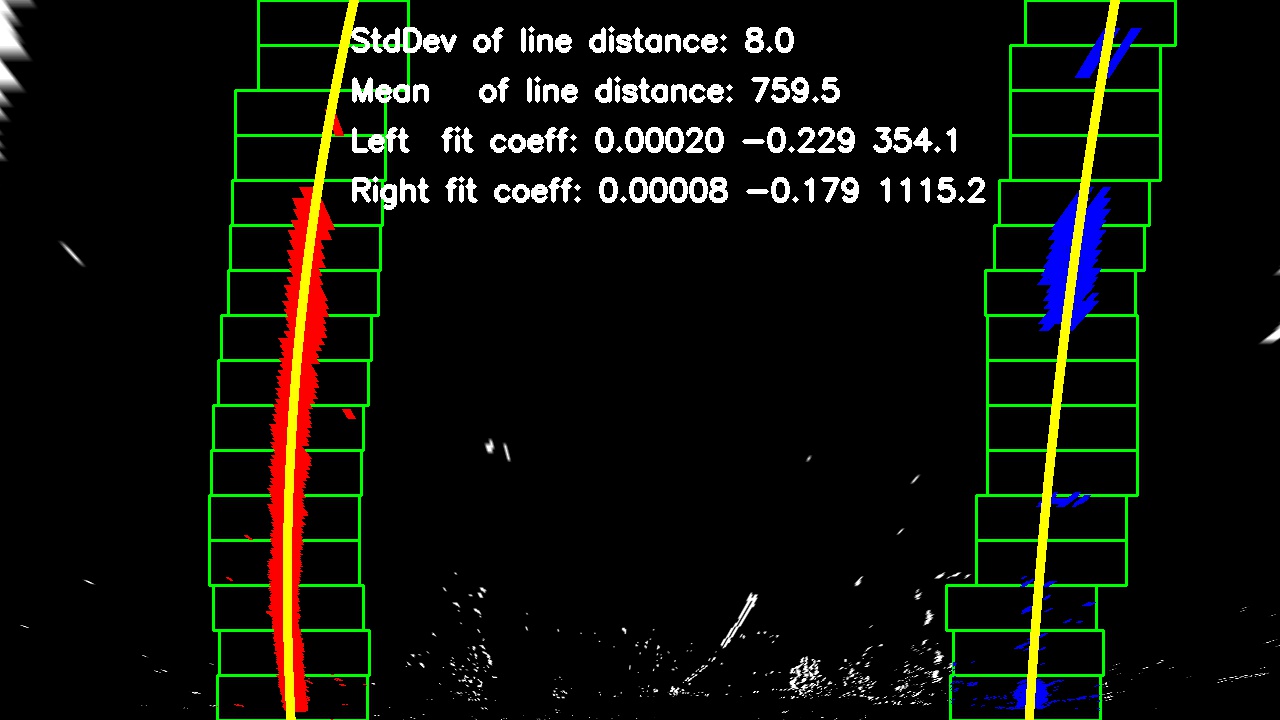 StdDev of line distance: 8.0
Mean of line distance: 759.5
Left fit coeff: 0.00020 -0.229 354.1
Right fit coeff: 0.00008 -0.179 1115.2